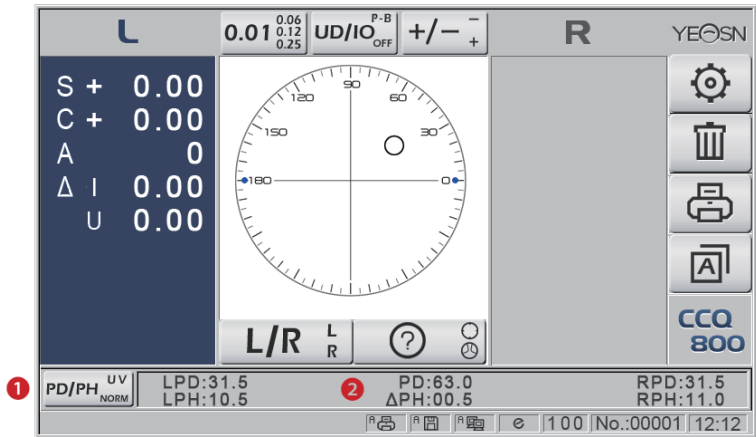 L
0.01 0.06 0.12 0.25
UD/IO P-B OFF
+/− − +
R
YEOSN
S + 0.00
C + 0.00
A 0
Δ I 0.00
U 0.00
90
120 60
150 30
180 0
A
L/R L R
?
CCQ 800
1 PD/PH UV NORM
LPD:31.5 2 PD:63.0 RPD:31.5
LPH:10.5 ΔPH:00.5 RPH:11.0
A A A e 100 No.:00001 12:12